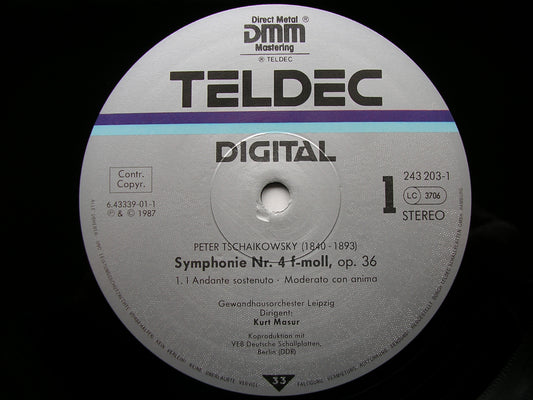 Direct Metal ®
DMM
Mastering
® TELDEC
TELDEC
DIGITAL
Contr.
Copyr.
6.43339-01-1
℗ & © 1987
1
243 203-1
LC 3706
STEREO
PETER TSCHAIKOWSKY (1840-1893)
Symphonie Nr. 4 f-moll, op. 36
1. I Andante sostenuto · Moderato con anima
Gewandhausorchester Leipzig
Dirigent:
Kurt Masur
Koproduktion mit
VEB Deutsche Schallplatten,
Berlin (DDR)
33